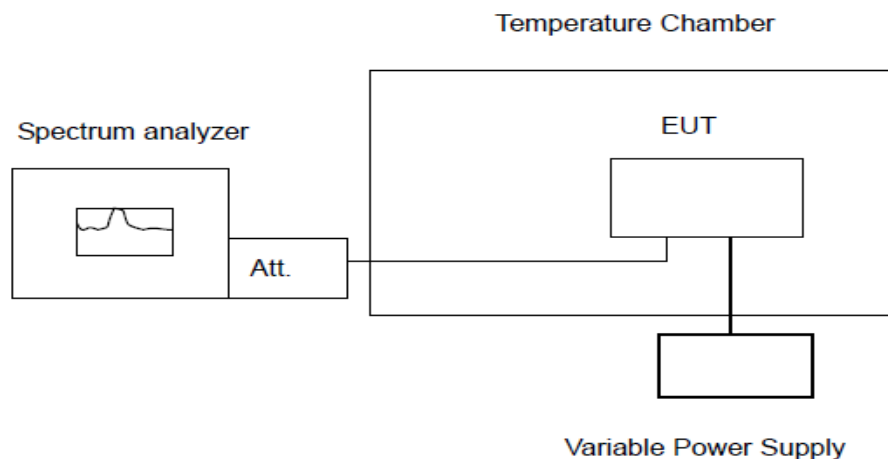 Temperature Chamber
Spectrum analyzer
EUT
Att.
Variable Power Supply